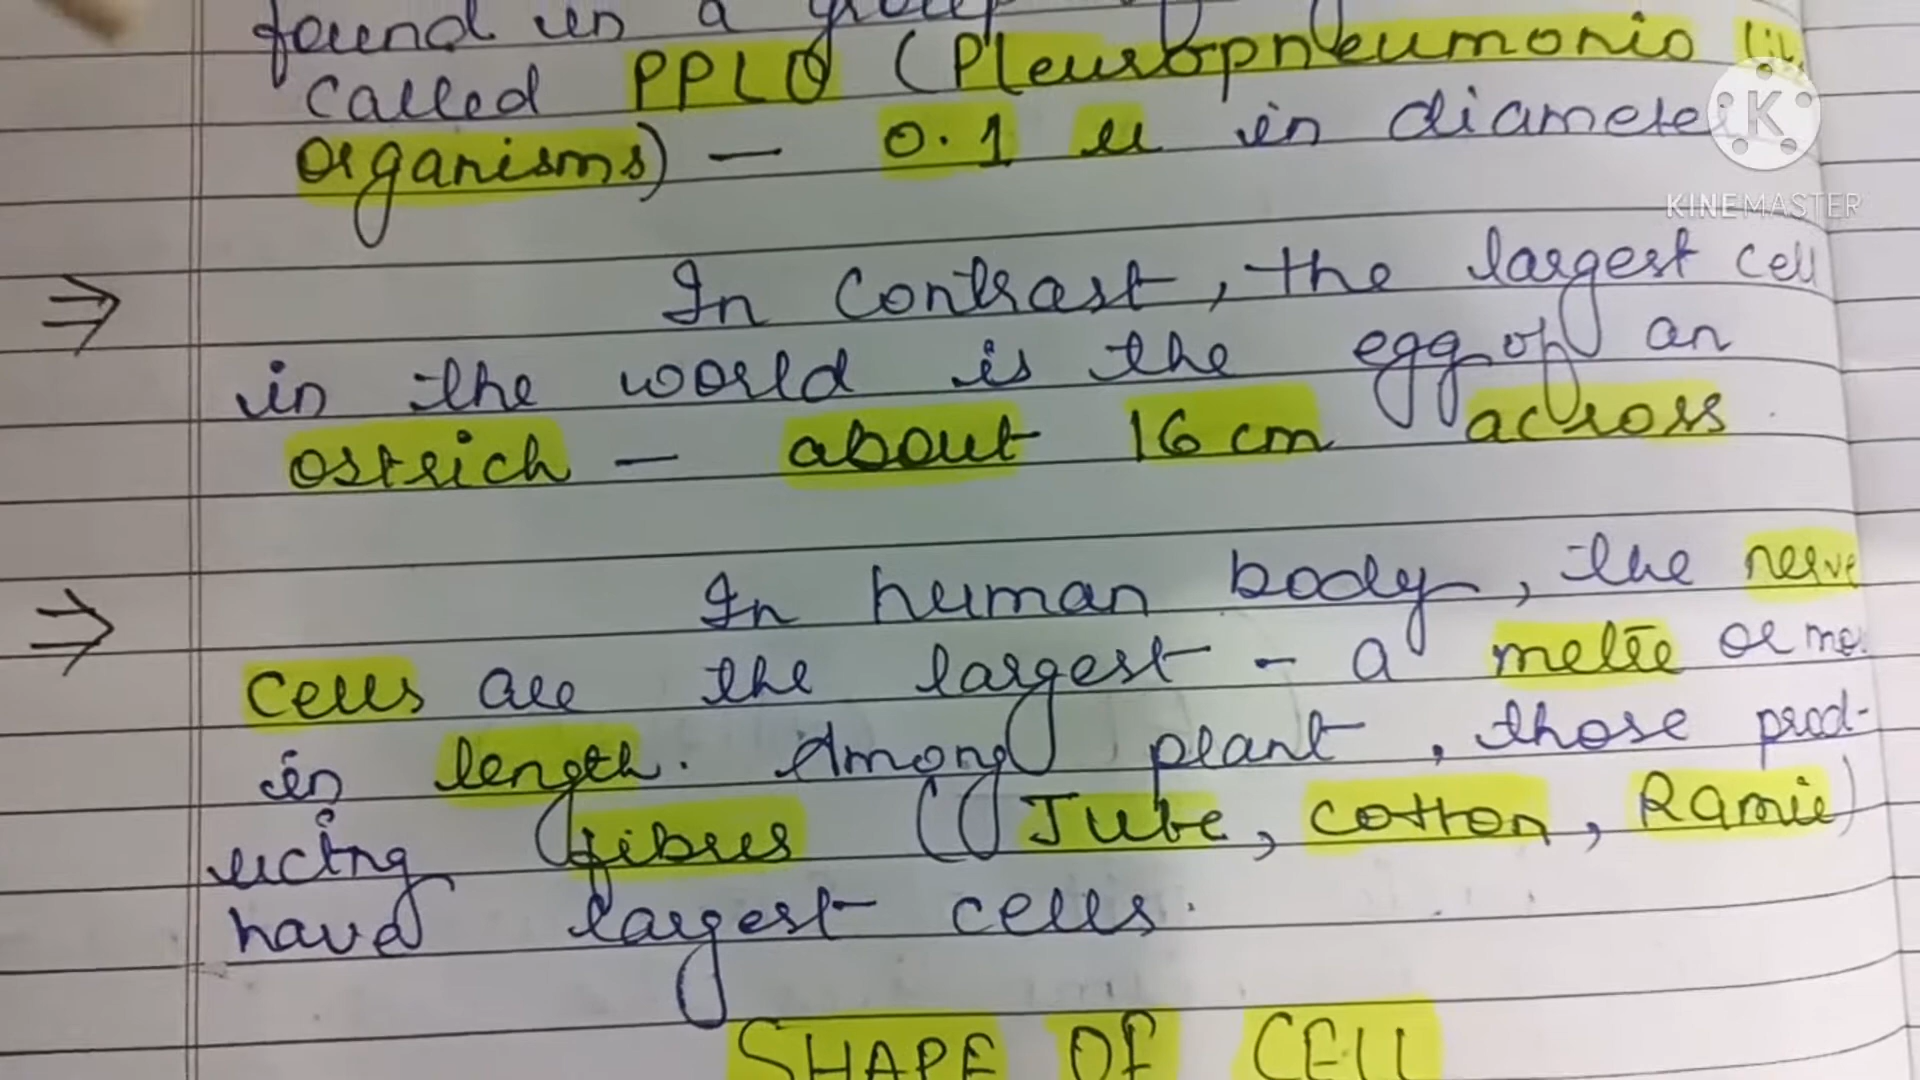 found in a group
called PPLO (Pleuropneumonia
organisms) — 0.1 u in diameter
KINEMASTER
⇒ In contrast, the largest cell
in the world is the egg of an
ostrich — about 16 cm across.
⇒ In human body, the nerve
cells are the largest - a metre or
in length. Among plant, those prod-
ucing fibres (Jute, cotton, Ramie)
have largest cells.
SHAPE OF CELL